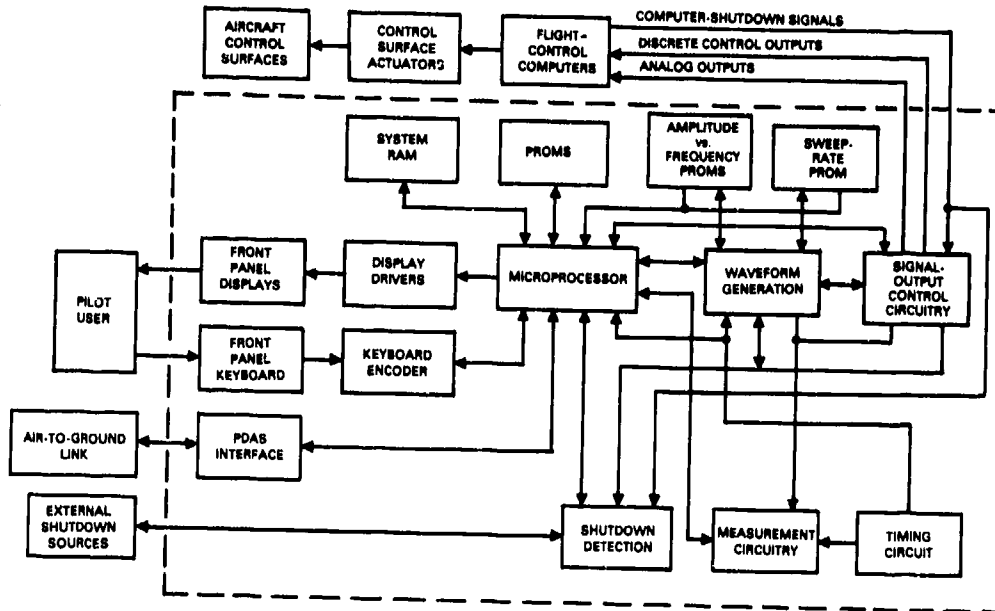 COMPUTER-SHUTDOWN SIGNALS
AIRCRAFT
CONTROL
SURFACES
CONTROL
SURFACE
ACTUATORS
FLIGHT-
CONTROL
COMPUTERS
DISCRETE CONTROL OUTPUTS
ANALOG OUTPUTS
SYSTEM
RAM
PROMS
AMPLITUDE
vs.
FREQUENCY
PROMS
SWEEP-
RATE
PROM
PILOT
USER
FRONT
PANEL
DISPLAYS
DISPLAY
DRIVERS
MICROPROCESSOR
WAVEFORM
GENERATION
SIGNAL-
OUTPUT
CONTROL
CIRCUITRY
FRONT
PANEL
KEYBOARD
KEYBOARD
ENCODER
AIR-TO-GROUND
LINK
PDAS
INTERFACE
EXTERNAL
SHUTDOWN
SOURCES
SHUTDOWN
DETECTION
MEASUREMENT
CIRCUITRY
TIMING
CIRCUIT